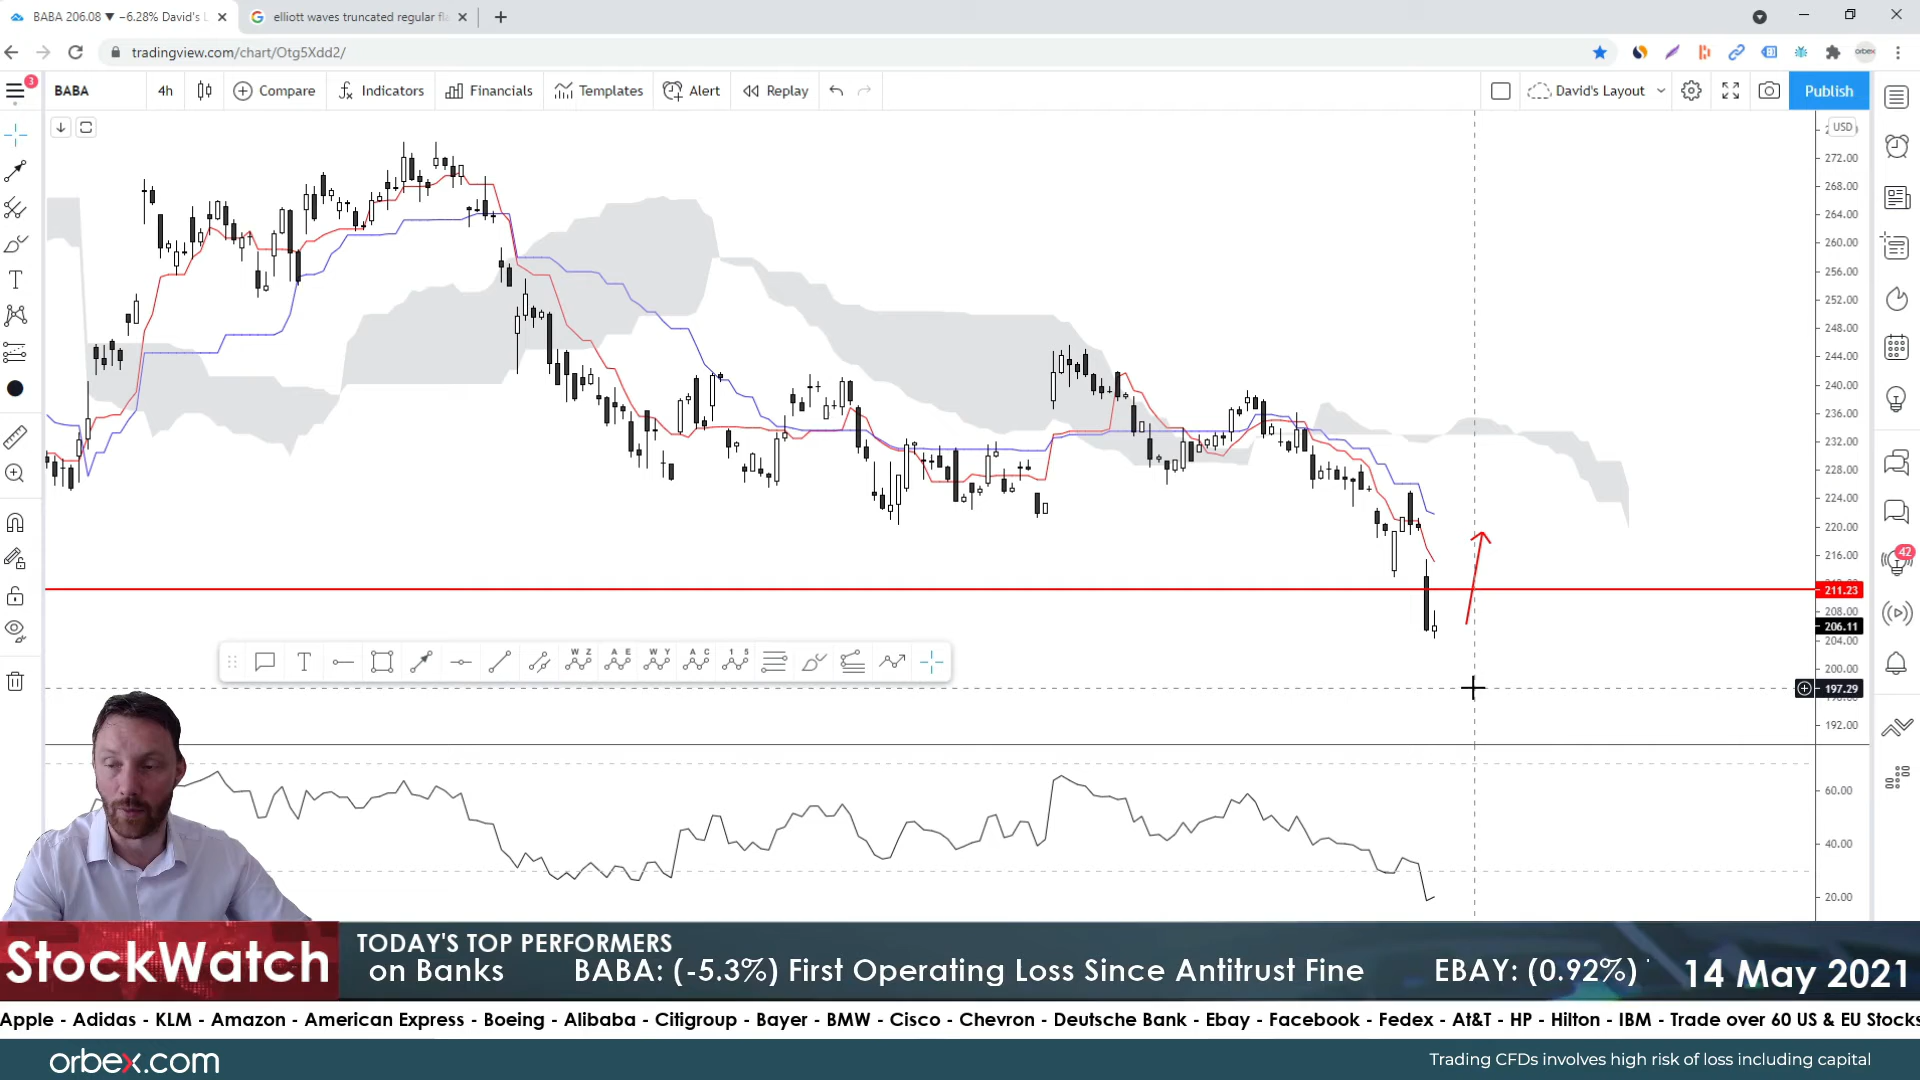 BABA 206.08 ▼ −6.28% David's L
elliott waves truncated regular fla
tradingview.com/chart/Otg5Xdd2/
orbex
3
BABA
4h
Compare
Indicators
Financials
Templates
Alert
Replay
David's Layout
Publish
USD
272.00
268.00
264.00
260.00
256.00
252.00
248.00
244.00
240.00
236.00
232.00
228.00
224.00
220.00
216.00
211.23
208.00
206.11
204.00
200.00
197.29
192.00
60.00
40.00
20.00
42
W Z
A E
W Y
A C
1 5
StockWatch
TODAY'S TOP PERFORMERS
on Banks BABA: (-5.3%) First Operating Loss Since Antitrust Fine EBAY: (0.92%) '
14 May 2021
Apple - Adidas - KLM - Amazon - American Express - Boeing - Alibaba - Citigroup - Bayer - BMW - Cisco - Chevron - Deutsche Bank - Ebay - Facebook - Fedex - At&T - HP - Hilton - IBM - Trade over 60 US & EU Stocks
orbex.com
Trading CFDs involves high risk of loss including capital